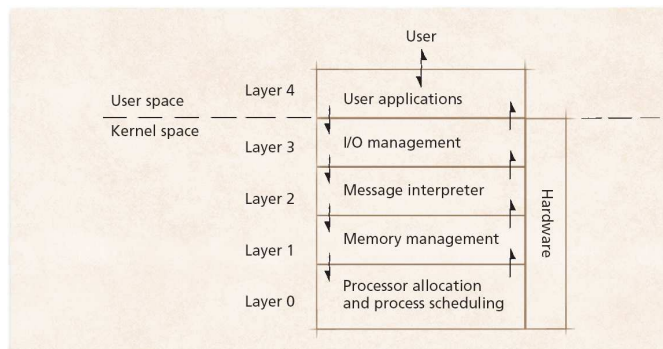 User
Layer 4
User applications
User space
Kernel space
Layer 3
I/O management
Layer 2
Message interpreter
Hardware
Layer 1
Memory management
Layer 0
Processor allocation
and process scheduling